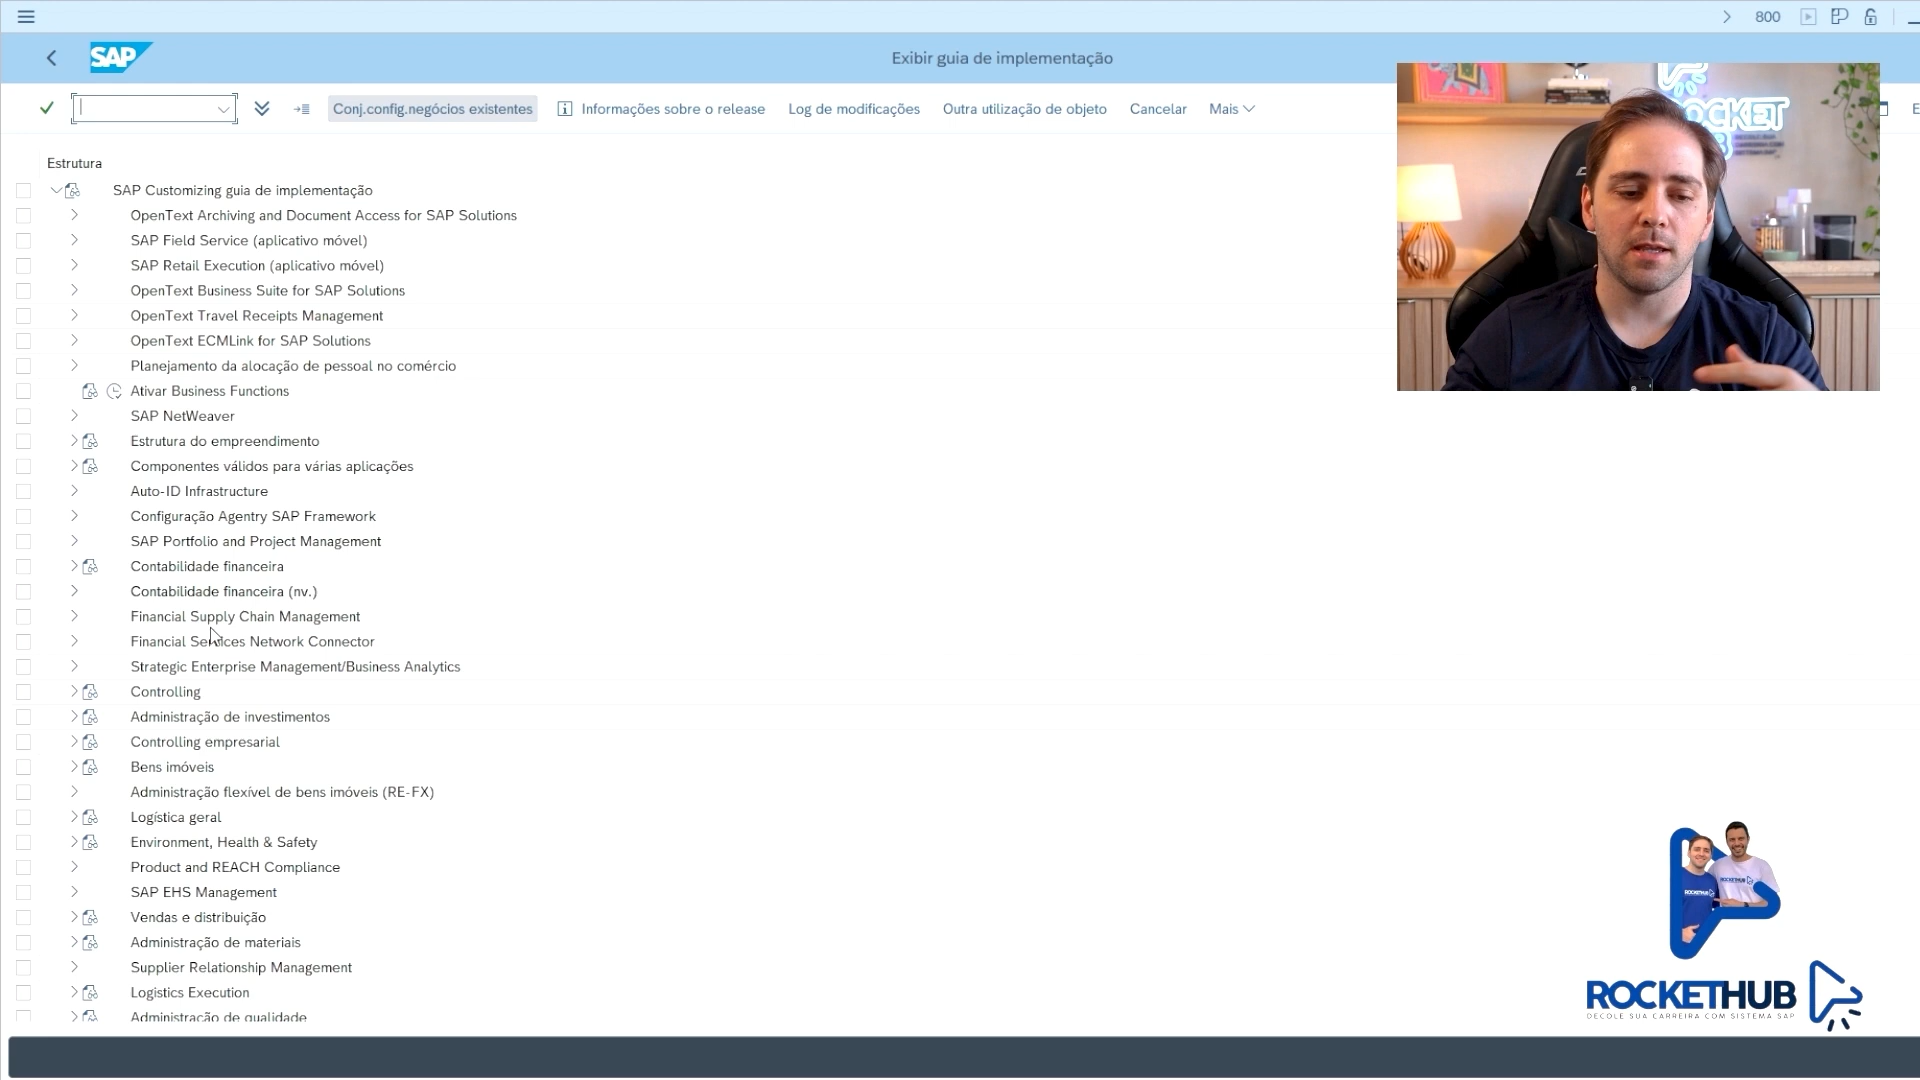 800
SAP
Exibir guia de implementação
Conj.config.negócios existentes
Informações sobre o release
Log de modificações
Outra utilização de objeto
Cancelar
Mais
E
OCKET
Estrutura
SAP Customizing guia de implementação
OpenText Archiving and Document Access for SAP Solutions
SAP Field Service (aplicativo móvel)
SAP Retail Execution (aplicativo móvel)
OpenText Business Suite for SAP Solutions
OpenText Travel Receipts Management
OpenText ECMLink for SAP Solutions
Planejamento da alocação de pessoal no comércio
Ativar Business Functions
SAP NetWeaver
Estrutura do empreendimento
Componentes válidos para várias aplicações
Auto-ID Infrastructure
Configuração Agentry SAP Framework
SAP Portfolio and Project Management
Contabilidade financeira
Contabilidade financeira (nv.)
Financial Supply Chain Management
Financial Services Network Connector
Strategic Enterprise Management/Business Analytics
Controlling
Administração de investimentos
Controlling empresarial
Bens imóveis
Administração flexível de bens imóveis (RE-FX)
Logística geral
Environment, Health & Safety
Product and REACH Compliance
SAP EHS Management
Vendas e distribuição
Administração de materiais
Supplier Relationship Management
Logistics Execution
Administração de qualidade
ROCKETHUB
ROCKETHUB
ROCKETHUB
DECOLE SUA CARREIRA COM SISTEMA SAP